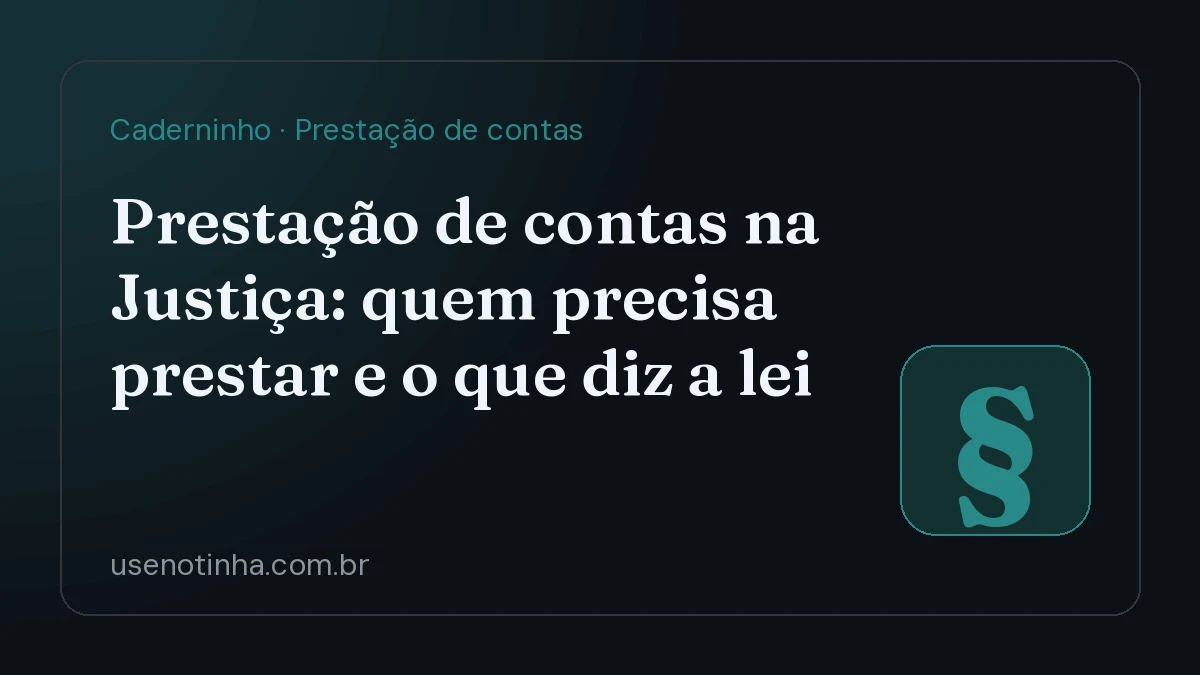 Caderninho · Prestação de contas
Prestação de contas na
Justiça: quem precisa
prestar e o que diz a lei
§
usenotinha.com.br